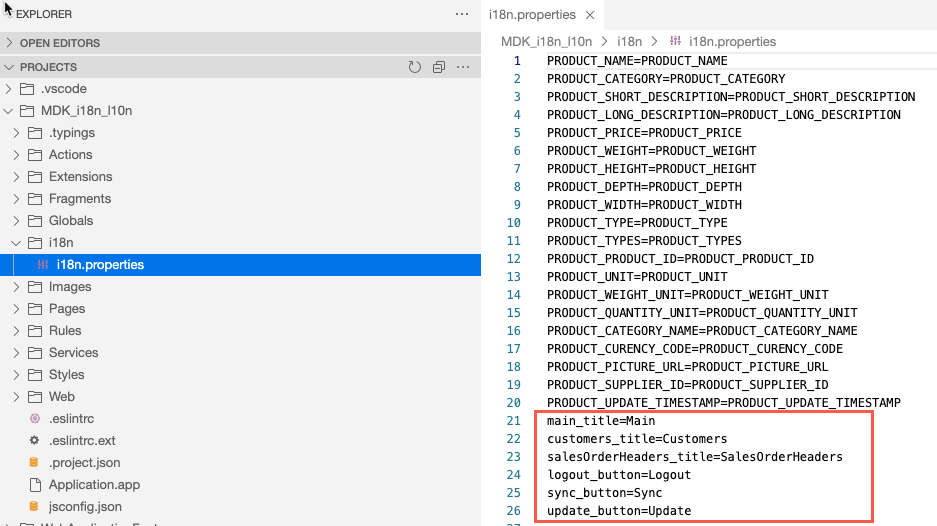 EXPLORER
OPEN EDITORS
PROJECTS
.vscode
MDK_i18n_l10n
.typings
Actions
Extensions
Fragments
Globals
i18n
i18n.properties
Images
Pages
Rules
Services
Styles
Web
.eslintrc
.eslintrc.ext
.project.json
Application.app
jsconfig.json
i18n.properties
MDK_i18n_l10n > i18n > i18n.properties
1 PRODUCT_NAME=PRODUCT_NAME
2 PRODUCT_CATEGORY=PRODUCT_CATEGORY
3 PRODUCT_SHORT_DESCRIPTION=PRODUCT_SHORT_DESCRIPTION
4 PRODUCT_LONG_DESCRIPTION=PRODUCT_LONG_DESCRIPTION
5 PRODUCT_PRICE=PRODUCT_PRICE
6 PRODUCT_WEIGHT=PRODUCT_WEIGHT
7 PRODUCT_HEIGHT=PRODUCT_HEIGHT
8 PRODUCT_DEPTH=PRODUCT_DEPTH
9 PRODUCT_WIDTH=PRODUCT_WIDTH
10 PRODUCT_TYPE=PRODUCT_TYPE
11 PRODUCT_TYPES=PRODUCT_TYPES
12 PRODUCT_PRODUCT_ID=PRODUCT_PRODUCT_ID
13 PRODUCT_UNIT=PRODUCT_UNIT
14 PRODUCT_WEIGHT_UNIT=PRODUCT_WEIGHT_UNIT
15 PRODUCT_QUANTITY_UNIT=PRODUCT_QUANTITY_UNIT
16 PRODUCT_CATEGORY_NAME=PRODUCT_CATEGORY_NAME
17 PRODUCT_CURENCY_CODE=PRODUCT_CURENCY_CODE
18 PRODUCT_PICTURE_URL=PRODUCT_PICTURE_URL
19 PRODUCT_SUPPLIER_ID=PRODUCT_SUPPLIER_ID
20 PRODUCT_UPDATE_TIMESTAMP=PRODUCT_UPDATE_TIMESTAMP
21 main_title=Main
22 customers_title=Customers
23 salesOrderHeaders_title=SalesOrderHeaders
24 logout_button=Logout
25 sync_button=Sync
26 update_button=Update